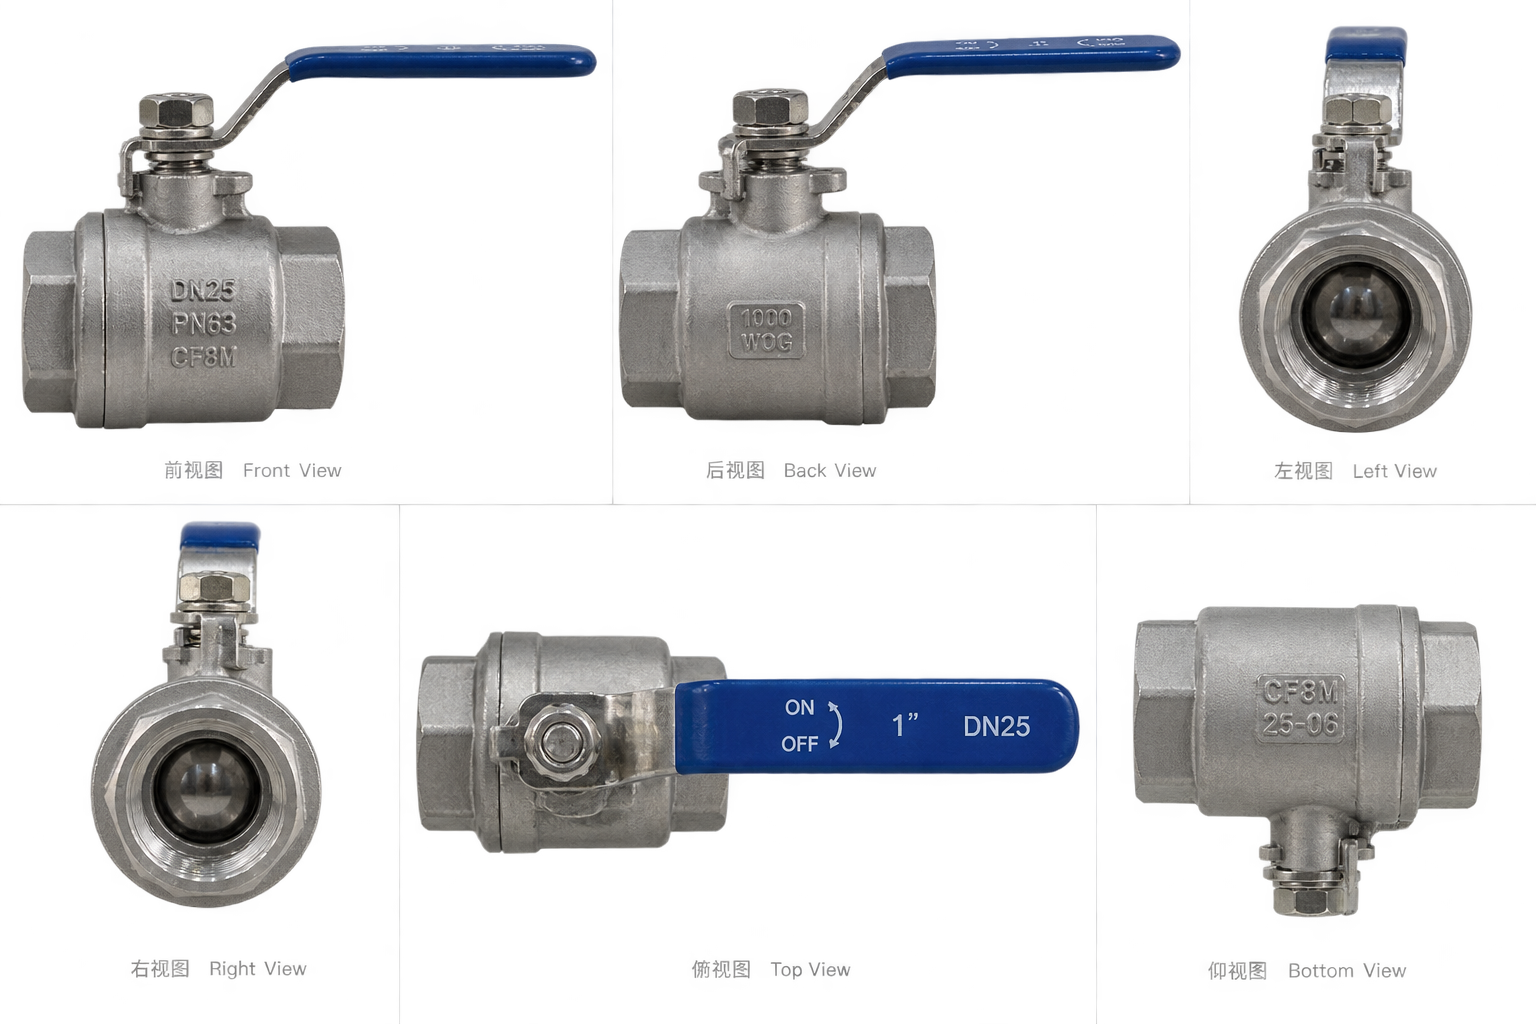 DN25
PN63
CF8M
前视图 Front View
1000
WOG
后视图 Back View
左视图 Left View
右视图 Right View
ON
OFF
1” DN25
俯视图 Top View
CF8M
25-06
仰视图 Bottom View